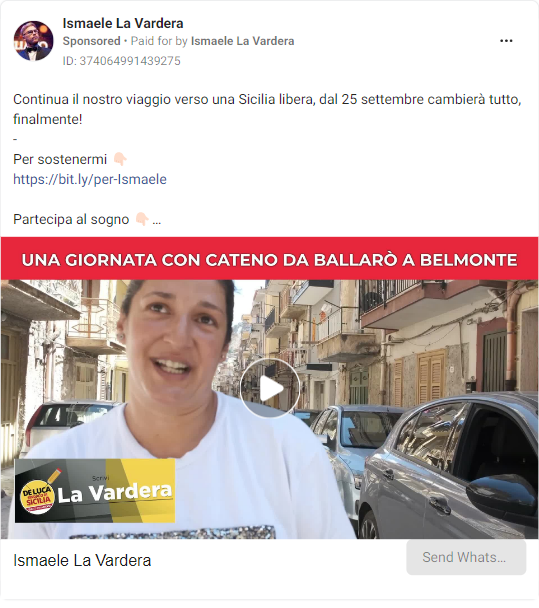 Ismaele La Vardera
Sponsored • Paid for by Ismaele La Vardera
ID: 374064991439275
Continua il nostro viaggio verso una Sicilia libera, dal 25 settembre cambierà tutto,
finalmente!
-
Per sostenermi 👇🏻
https://bit.ly/per-Ismaele
Partecipa al sogno 👇🏻 ...
UNA GIORNATA CON CATENO DA BALLARÒ A BELMONTE
Scrivi
La Vardera
DE LUCA
SICILIA
Ismaele La Vardera
Send Whats...